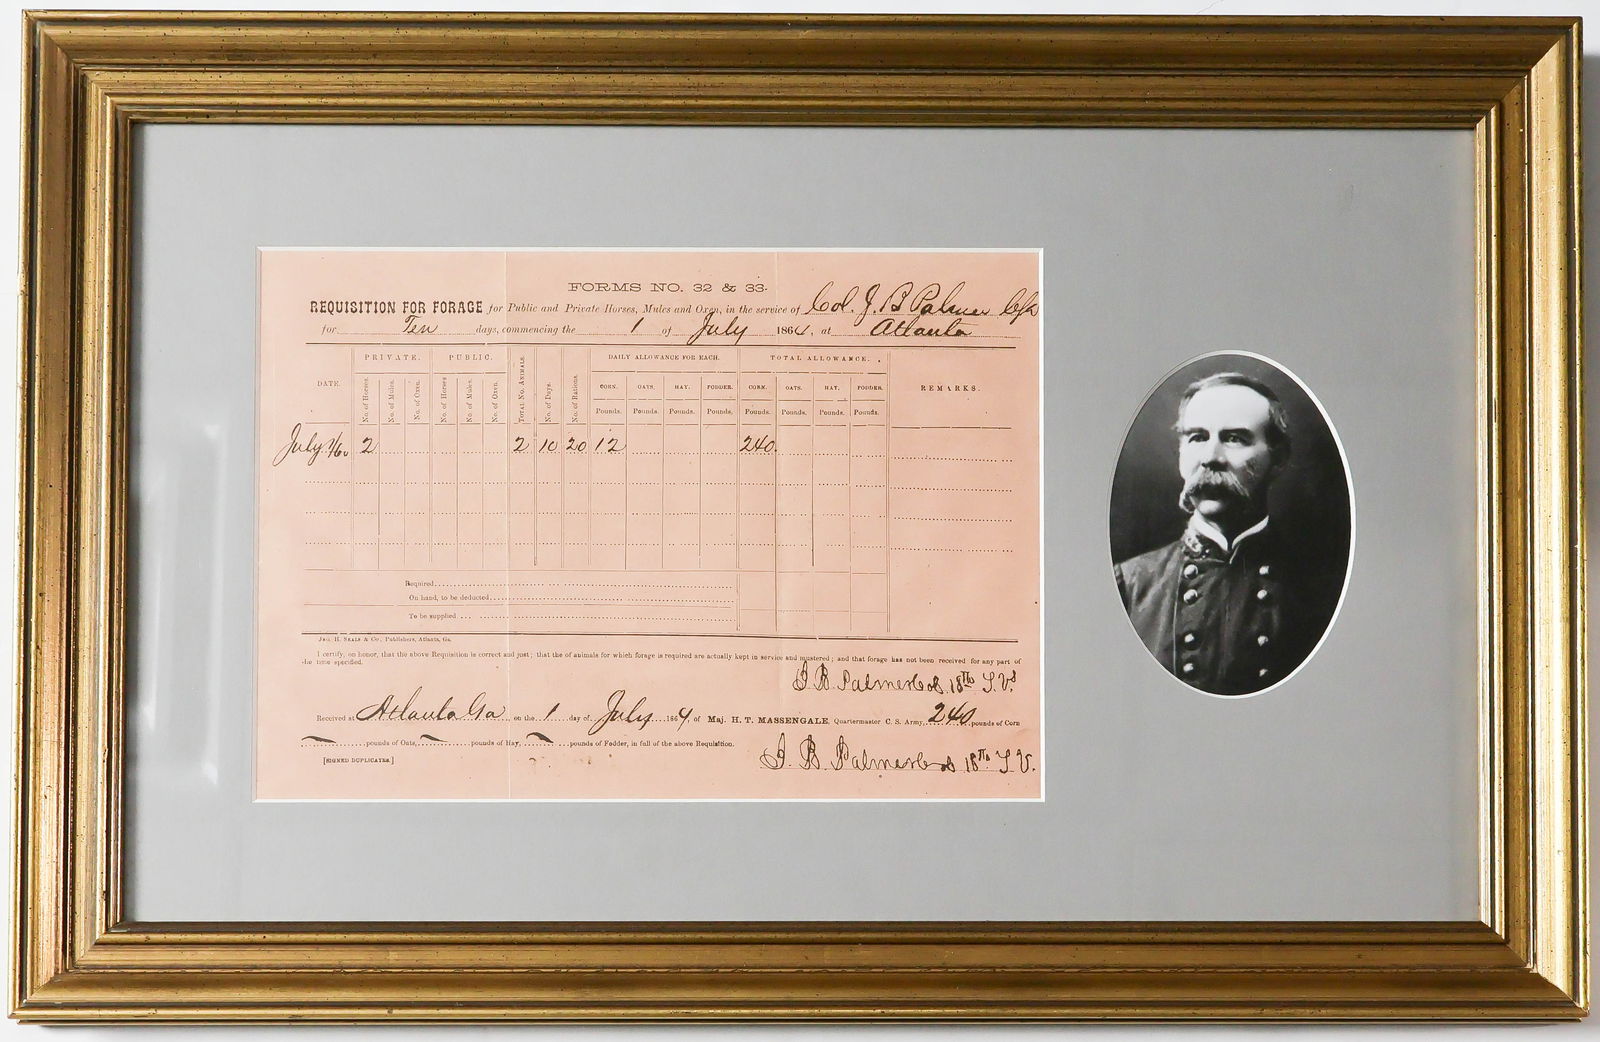 FORMS NO. 32 & 33.
REQUISITION FOR FORAGE for Public and Private Horses, Mules and Oxen, in the service of Col. J. B Palmer
for Ten days, commencing the 1 of July 1864, at Atlanta
PRIVATE. PUBLIC. DAILY ALLOWANCE FOR EACH. TOTAL ALLOWANCE.
DATE. No. of Horses. No. of Mules. No. of Oxen. No. of Horses No. of Mules. No. of Oxen. TOTAL NO. ANIMALS. No. of Days. No. of Rations. CORN. OATS. HAY. FODDER. CORN. OATS. HAY. FODDER. REMARKS.
Pounds. Pounds. Pounds. Pounds. Pounds. Pounds. Pounds. Pounds.
July 2 2 10 20 12 240.
Required
On hand, to be deducted
To be supplied
JNO. H. SEALS & CO., Publishers, Atlanta, Ga.
I certify, on honor, that the above Requisition is correct and just; that the of animals for which forage is required are actually kept in service and mustered; and that forage has not been received for any part of
the time specified.
J B Palmer Col 18th T. Vs.
Received at Atlanta Ga on the 1 day of July 1864, of Maj. H. T. MASSENGALE, Quartermaster C. S. Army, 240 pounds of Corn
pounds of Oats, pounds of Hay, pounds of Fodder, in full of the above Requisition.
[SIGNED DUPLICATES.]
J. B. Palmer Col 18th T V.